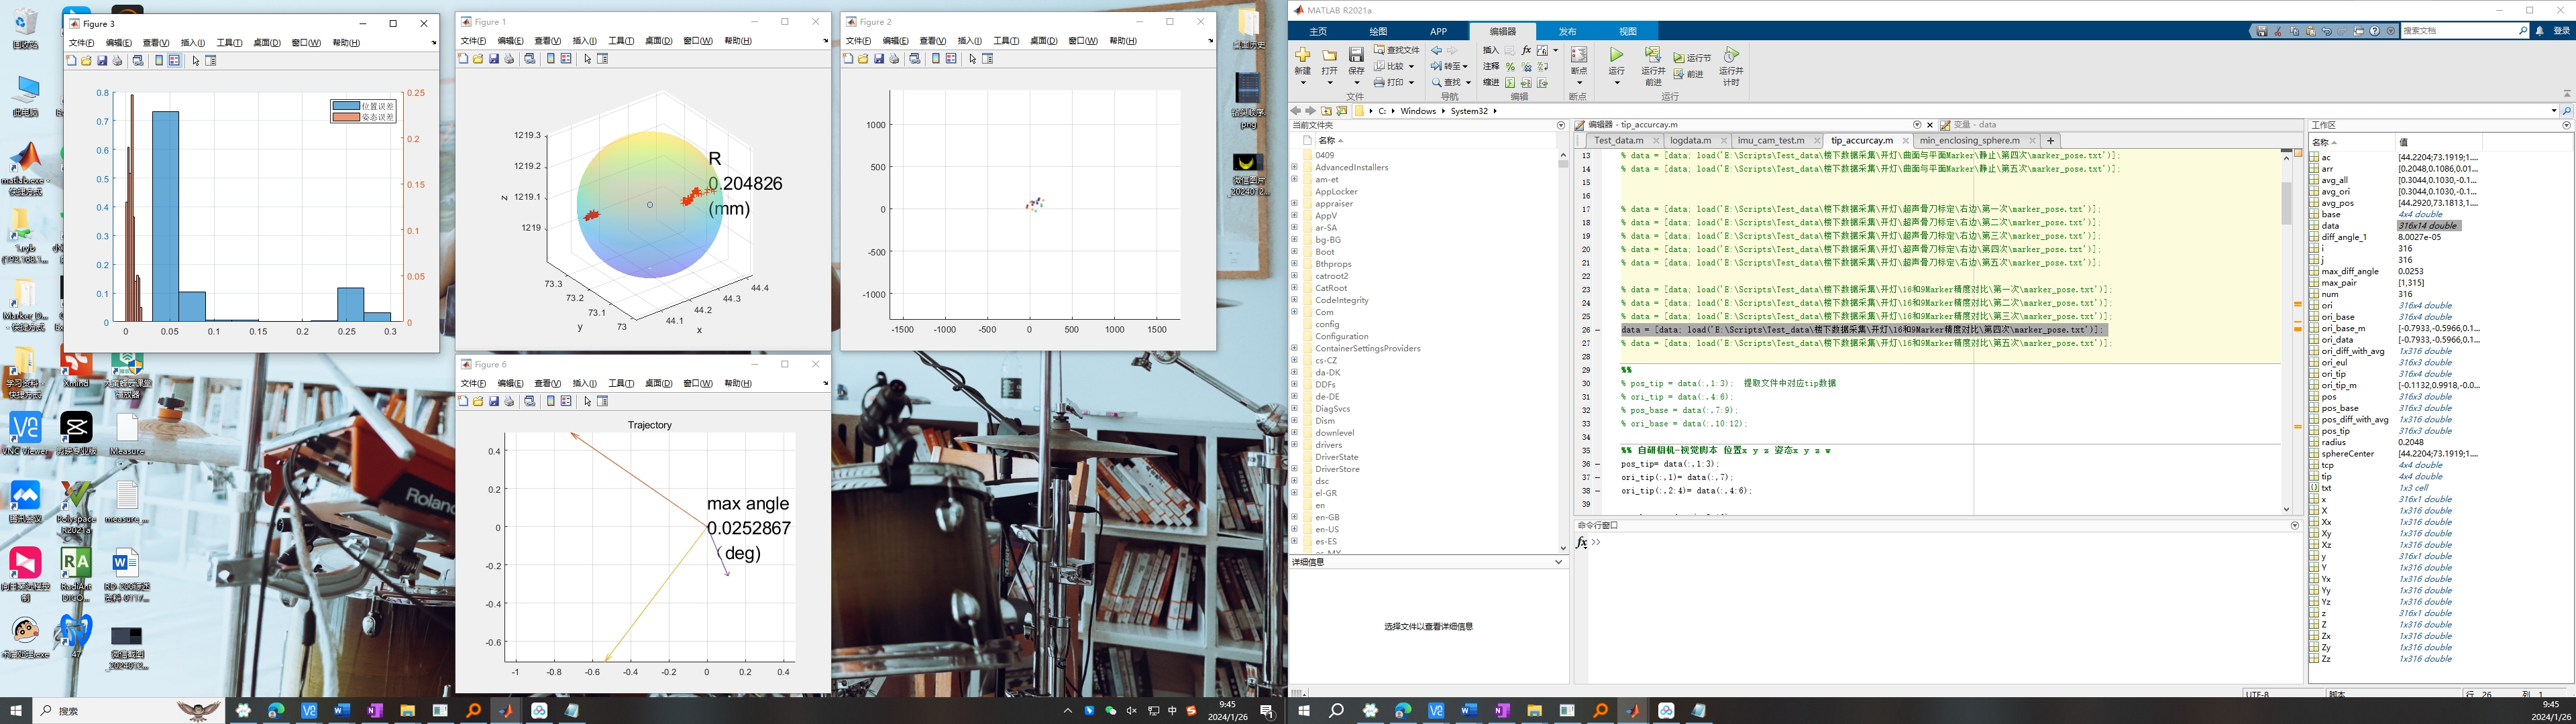 Figure 3
文件(F) 编辑(E) 查看(V) 插入(I) 工具(T) 桌面(D) 窗口(W) 帮助(H)
位置误差
姿态误差
0.8
0.7
0.6
0.5
0.4
0.3
0.2
0.1
0
0.25
0.2
0.15
0.1
0.05
0
0 0.05 0.1 0.15 0.2 0.25 0.3
Figure 1
文件(F) 编辑(E) 查看(V) 插入(I) 工具(T) 桌面(D) 窗口(W) 帮助(H)
1219.3
1219.2
1219.1
1219
z
R
0.204826
(mm)
73.3
73.2
73.1
73
y
44.4
44.3
44.2
44.1
x
Figure 2
文件(F) 编辑(E) 查看(V) 插入(I) 工具(T) 桌面(D) 窗口(W) 帮助(H)
1000
500
0
-500
-1000
-1500 -1000 -500 0 500 1000 1500
Figure 6
文件(F) 编辑(E) 查看(V) 插入(I) 工具(T) 桌面(D) 窗口(W) 帮助(H)
Trajectory
max angle
0.0252867
（deg)
0.4
0.2
0
-0.2
-0.4
-0.6
-1 -0.8 -0.6 -0.4 -0.2 0 0.2 0.4
回收站
此电脑
VNC Viewer
Xmind
Measure
腾讯会议
Polyspace
R2021a
measure_...
RadiAnt
DICO...
47
Roland
搜索
中
9:45
2024/1/26
MATLAB R2021a
主页 绘图 APP 编辑器 发布 视图
搜索文档
登录
新建 打开 保存 查找文件 比较 打印
转至 查找
插入 注释 缩进
断点
运行 运行并前进 运行节 前进 运行并计时
文件 导航 编辑 断点 运行
C: Windows System32
当前文件夹
名称
0409
AdvancedInstallers
am-et
AppLocker
appraiser
AppV
ar-SA
bg-BG
Boot
Bthprops
catroot2
CatRoot
CodeIntegrity
Com
config
Configuration
ContainerSettingsProviders
cs-CZ
da-DK
DDFs
de-DE
DiagSvcs
Dism
downlevel
drivers
DriverState
DriverStore
dsc
el-GR
en
en-GB
en-US
es-ES
es-MX
详细信息
选择文件以查看详细信息
编辑器 - tip_accurcay.m
变量 - data
Test_data.m logdata.m imu_cam_test.m tip_accurcay.m min_enclosing_sphere.m
13 % data = [data; load('E:\Scripts\Test_data\楼下数据采集\开灯\曲面与平面Marker\静止\第四次\marker_pose.txt')];
14 % data = [data; load('E:\Scripts\Test_data\楼下数据采集\开灯\曲面与平面Marker\静止\第五次\marker_pose.txt')];
15
16
17 % data = [data; load('E:\Scripts\Test_data\楼下数据采集\开灯\超声骨刀标定\右边\第一次\marker_pose.txt')];
18 % data = [data; load('E:\Scripts\Test_data\楼下数据采集\开灯\超声骨刀标定\右边\第二次\marker_pose.txt')];
19 % data = [data; load('E:\Scripts\Test_data\楼下数据采集\开灯\超声骨刀标定\右边\第三次\marker_pose.txt')];
20 % data = [data; load('E:\Scripts\Test_data\楼下数据采集\开灯\超声骨刀标定\右边\第四次\marker_pose.txt')];
21 % data = [data; load('E:\Scripts\Test_data\楼下数据采集\开灯\超声骨刀标定\右边\第五次\marker_pose.txt')];
22
23 % data = [data; load('E:\Scripts\Test_data\楼下数据采集\开灯\16和9Marker精度对比\第一次\marker_pose.txt')];
24 % data = [data; load('E:\Scripts\Test_data\楼下数据采集\开灯\16和9Marker精度对比\第二次\marker_pose.txt')];
25 % data = [data; load('E:\Scripts\Test_data\楼下数据采集\开灯\16和9Marker精度对比\第三次\marker_pose.txt')];
26 data = [data; load('E:\Scripts\Test_data\楼下数据采集\开灯\16和9Marker精度对比\第四次\marker_pose.txt')];
27 % data = [data; load('E:\Scripts\Test_data\楼下数据采集\开灯\16和9Marker精度对比\第五次\marker_pose.txt')];
28
29 %%
30 % pos_tip = data(:,1:3); 提取文件中对应tip数据
31 % ori_tip = data(:,4:6);
32 % pos_base = data(:,7:9);
33 % ori_base = data(:,10:12);
34
35 %% 自研相机-视觉脚本 位置x y z 姿态x y z w
36 pos_tip= data(:,1:3);
37 ori_tip(:,1)= data(:,7);
38 ori_tip(:,2:4)= data(:,4:6);
39
命令行窗口
fx >>
工作区
名称 值
ac [44.2204;73.1919;1....
arr [0.2048,0.1086,0.01...
avg_all [0.3044,0.1030,-0.1...
avg_ori [0.3044,0.1030,-0.1...
avg_pos [44.2920,73.1813,1....
base 4x4 double
data 316x14 double
diff_angle_1 8.0027e-05
i 316
j 316
max_diff_angle 0.0253
max_pair [1,315]
num 316
ori 316x4 double
ori_base 316x4 double
ori_base_m [-0.7933,-0.5966,0.1...
ori_data [-0.7933,-0.5966,0.1...
ori_diff_with_avg 1x316 double
ori_eul 316x3 double
ori_tip 316x4 double
ori_tip_m [-0.1132,0.9918,-0.0...
pos 316x3 double
pos_base 316x3 double
pos_diff_with_avg 1x316 double
pos_tip 316x3 double
radius 0.2048
sphereCenter [44.2204;73.1919;1....
tcp 4x4 double
tip 4x4 double
txt 1x3 cell
x 316x1 double
X 1x316 double
Xx 1x316 double
Xy 1x316 double
Xz 1x316 double
y 316x1 double
Y 1x316 double
Yx 1x316 double
Yy 1x316 double
Yz 1x316 double
z 316x1 double
Z 1x316 double
Zx 1x316 double
Zy 1x316 double
Zz 1x316 double
UTF-8 脚本 行 26 列 1
9:45
2024/1/26